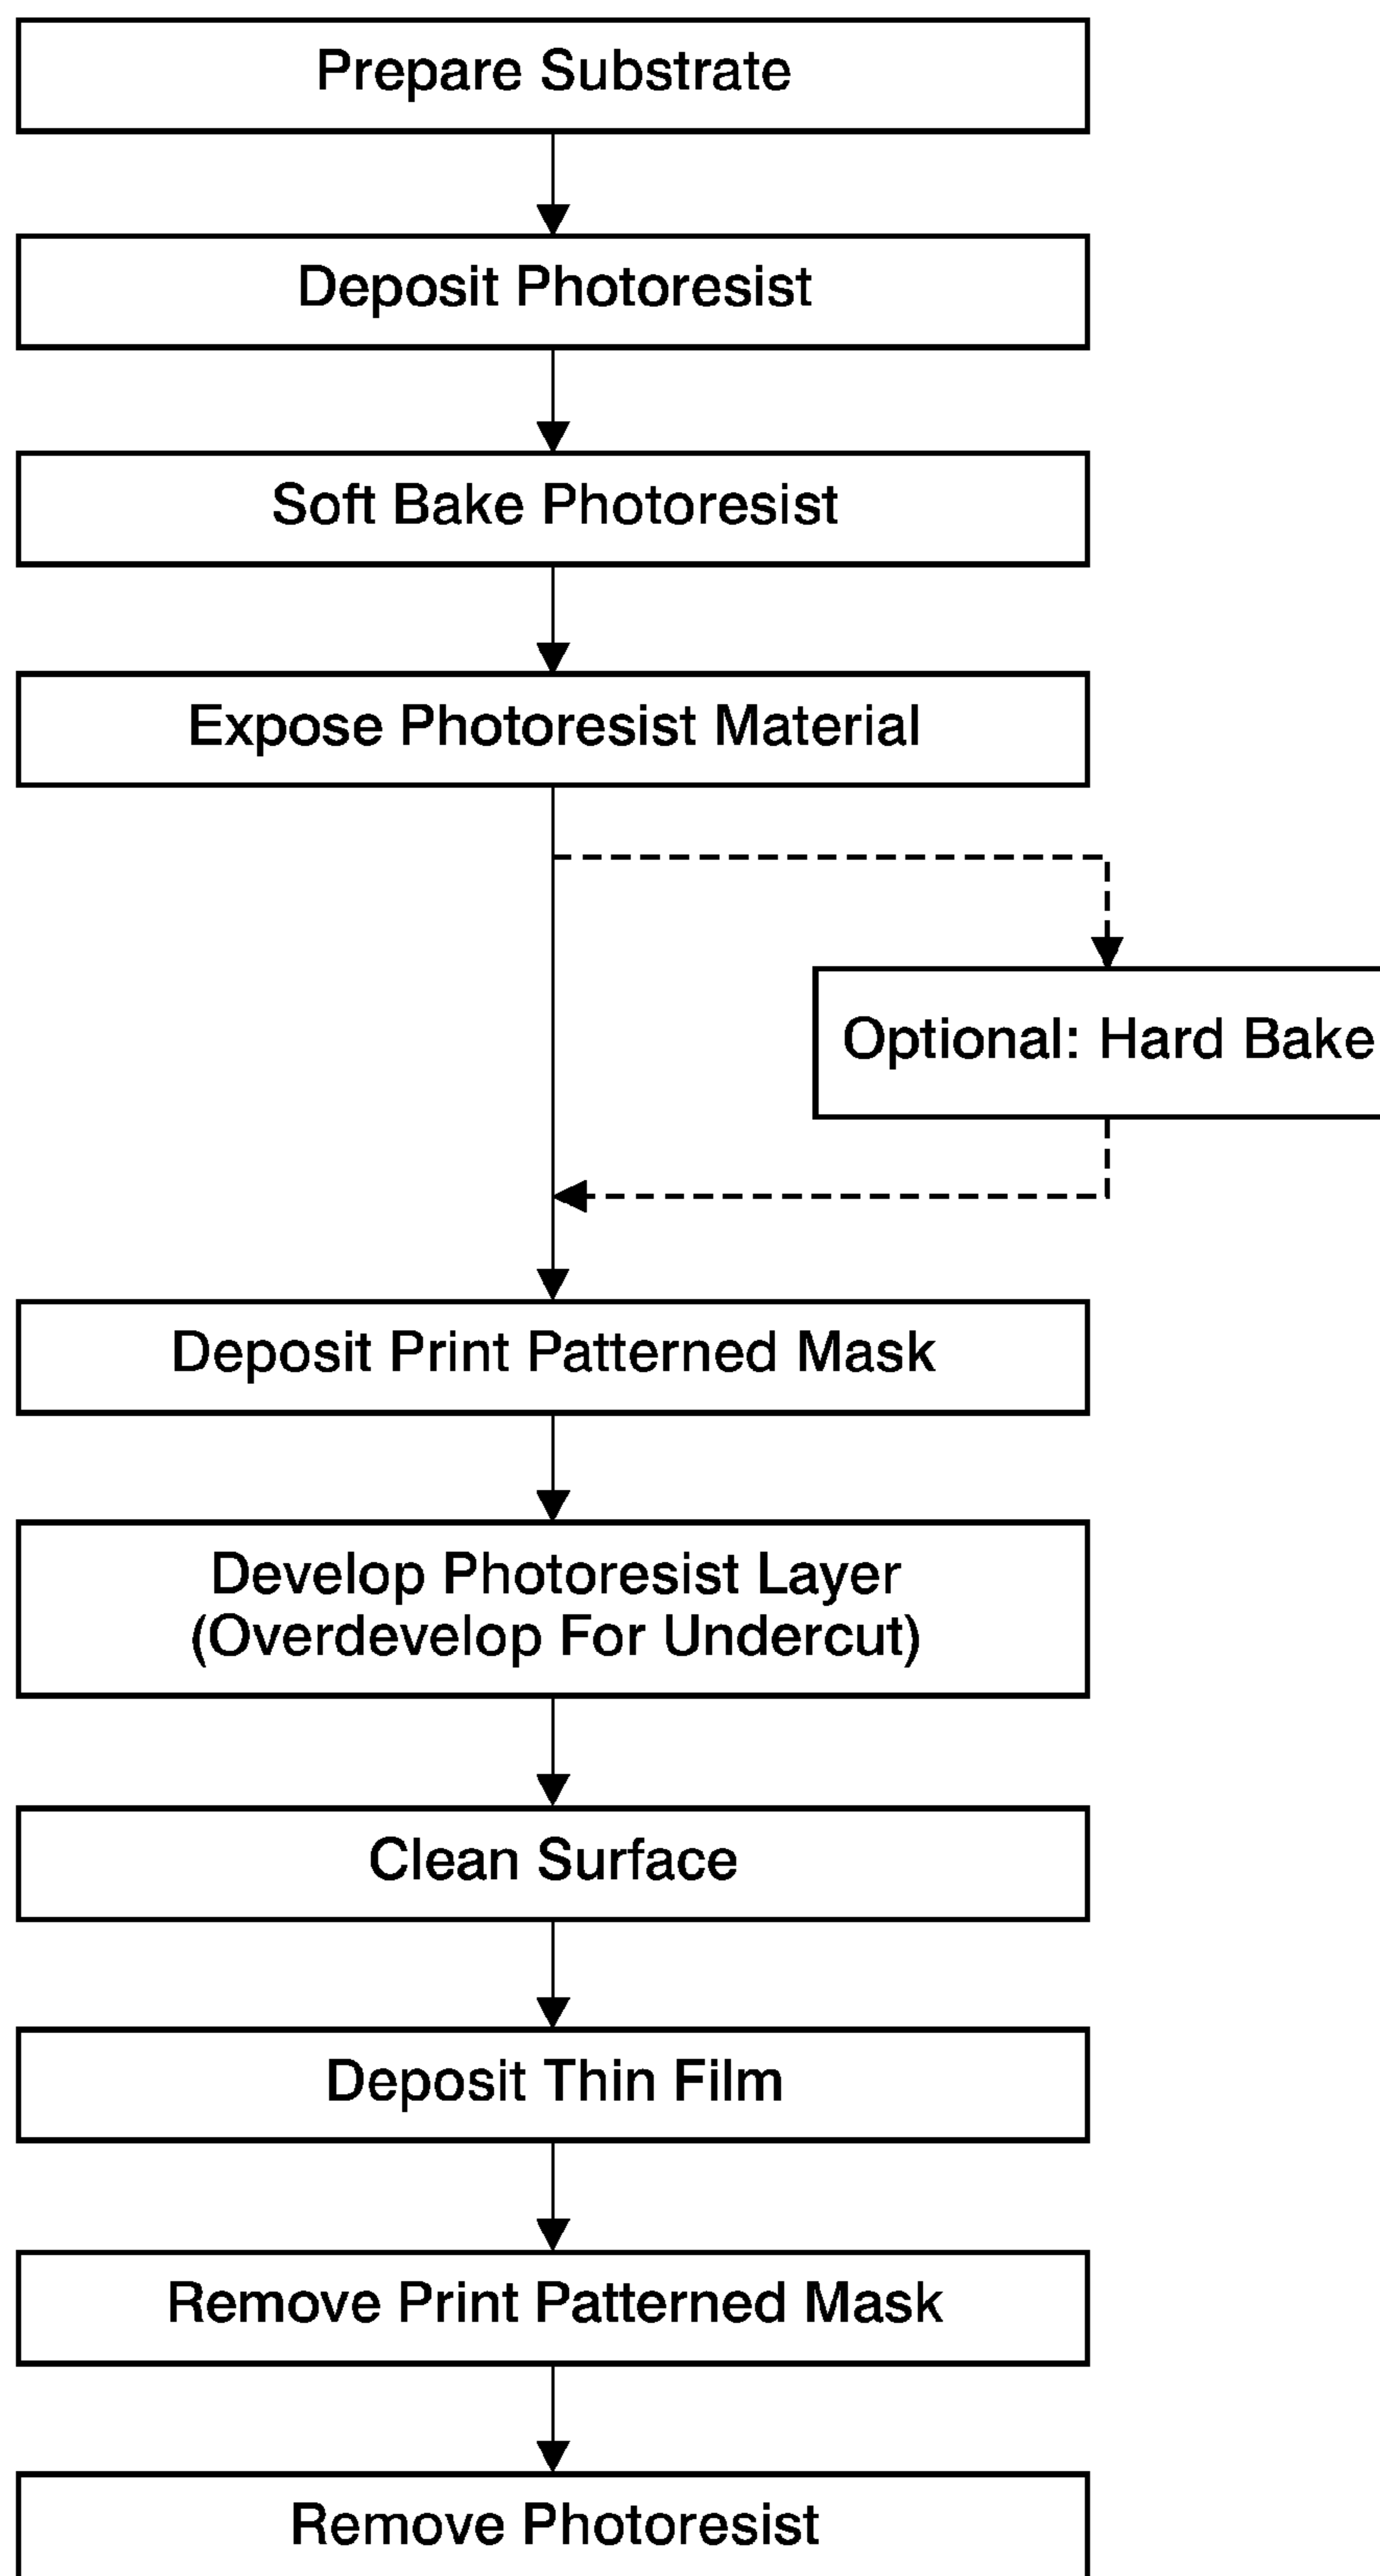 Prepare Substrate
Deposit Photoresist
Soft Bake Photoresist
Expose Photoresist Material
Optional: Hard Bake
Deposit Print Patterned Mask
Develop Photoresist Layer
(Overdevelop For Undercut)
Clean Surface
Deposit Thin Film
Remove Print Patterned Mask
Remove Photoresist